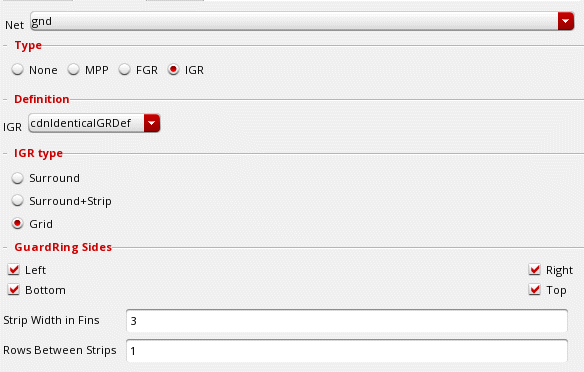 Net gnd
Type
None MPP FGR IGR
Definition
IGR cdnIdenticalGRDef
IGR type
Surround
Surround+Strip
Grid
GuardRing Sides
Left Right
Bottom Top
Strip Width in Fins 3
Rows Between Strips 1